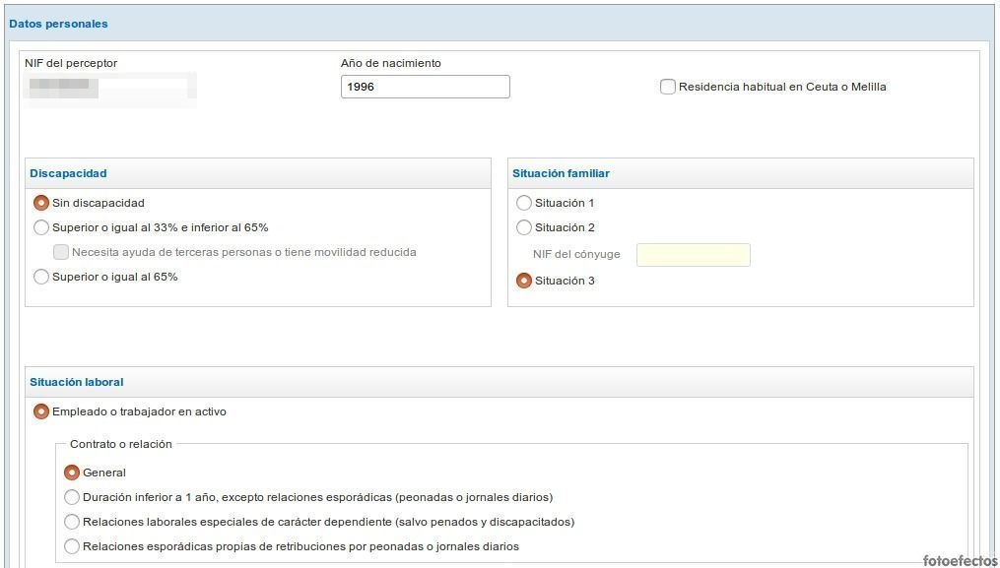 Datos personales
NIF del perceptor
Año de nacimiento
1996
Residencia habitual en Ceuta o Melilla
Discapacidad
Sin discapacidad
Superior o igual al 33% e inferior al 65%
Necesita ayuda de terceras personas o tiene movilidad reducida
Superior o igual al 65%
Situación familiar
Situación 1
Situación 2
NIF del cónyuge
Situación 3
Situación laboral
Empleado o trabajador en activo
Contrato o relación
General
Duración inferior a 1 año, excepto relaciones esporádicas (peonadas o jornales diarios)
Relaciones laborales especiales de carácter dependiente (salvo penados y discapacitados)
Relaciones esporádicas propias de retribuciones por peonadas o jornales diarios
fotoefectos